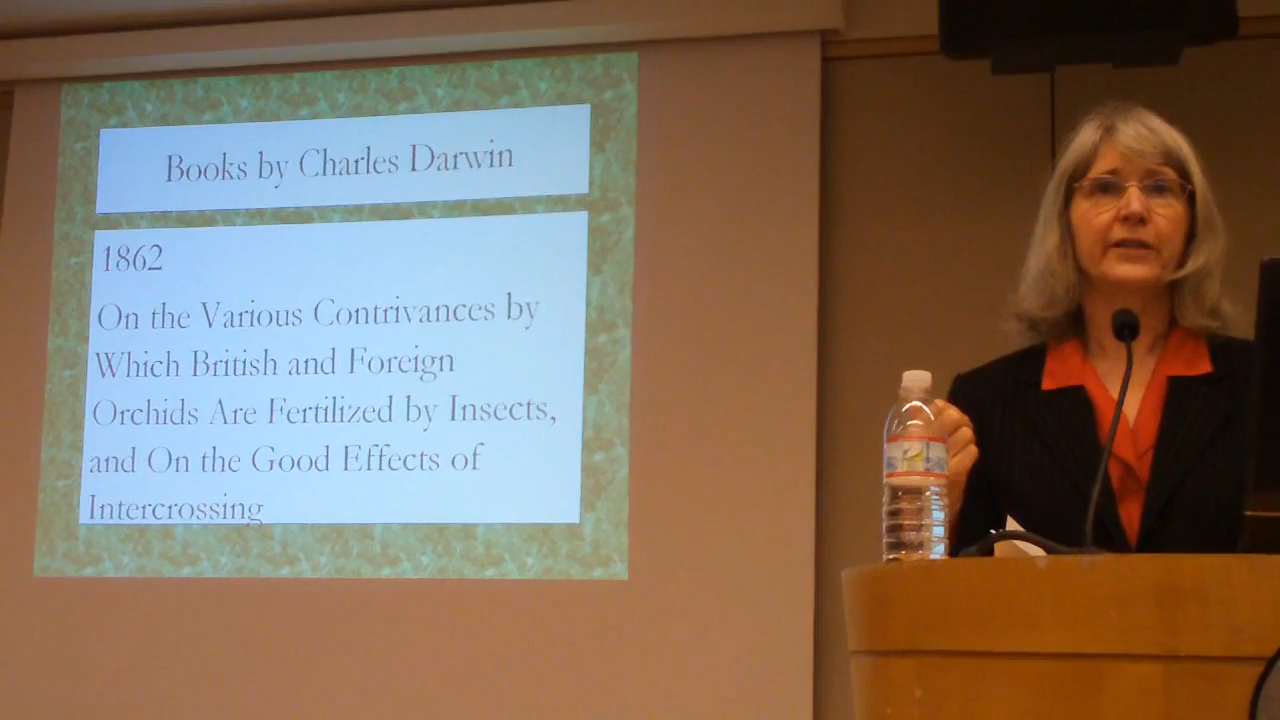 Books by Charles Darwin
1862
On the Various Contrivances by
Which British and Foreign
Orchids Are Fertilized by Insects,
and On the Good Effects of
Intercrossing